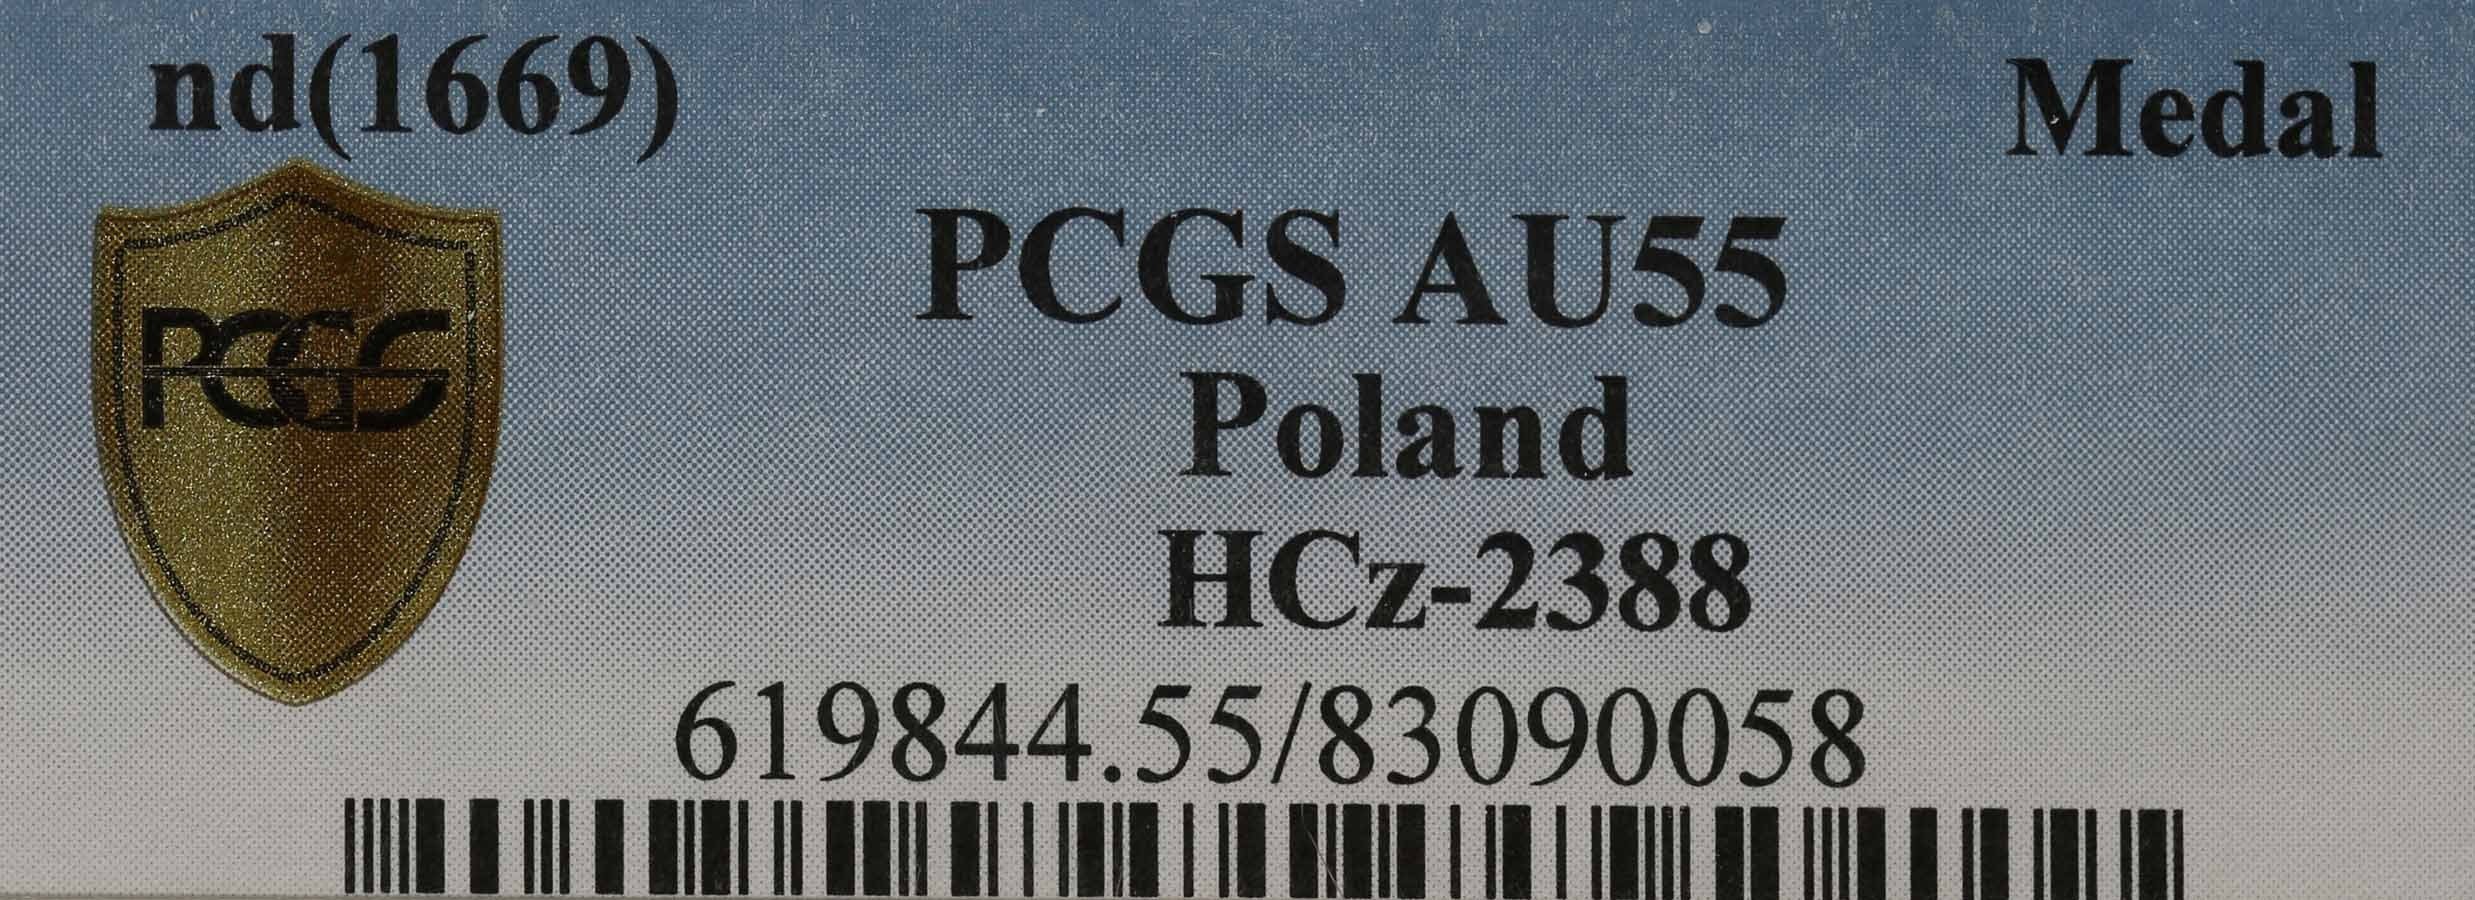 nd(1669) Medal
PCGS
PCGS AU55
Poland
HCz-2388
619844.55/83090058